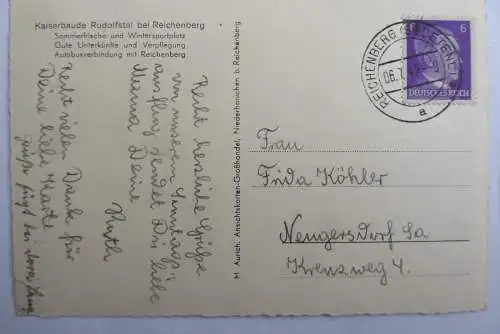 Kaiserbaude Rudolfstal bei Reichenberg
Sommerfrische und Wintersportplatz
Gute Unterkünfte und Verpflegung
Autobusverbindung mit Reichenberg
Recht herzliche Grüße
von unserem Sonntags-
ausflug sendet Dir liebe
Mama Deine
Ruth
Recht vielen Dank für
Deine liebe Karte
M. Aurich, Ansichtskarten-Großhandel, Niederhanichen b. Reichenberg
REICHENBERG
a
6
DEUTSCHES REICH
Frau
Frida Köhler
Neugersdorf Sa
Kreuzweg 4.